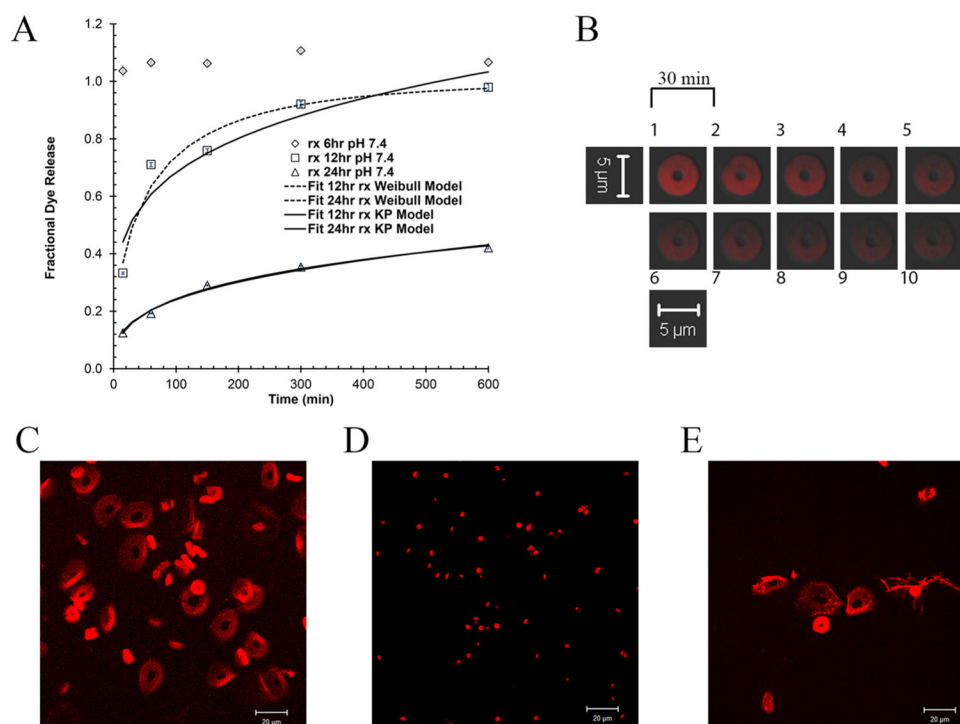 A
1.2
1.0
0.8
0.6
0.4
0.2
0.0
Fractional Dye Release
0 100 200 300 400 500 600
Time (min)
rx 6hr pH 7.4
rx 12hr pH 7.4
rx 24hr pH 7.4
Fit 12hr rx Weibull Model
Fit 24hr rx Weibull Model
Fit 12hr rx KP Model
Fit 24hr rx KP Model
B
30 min
1 2 3 4 5
5 µm
6 7 8 9 10
5 µm
C
20 µm
D
20 µm
E
20 µm